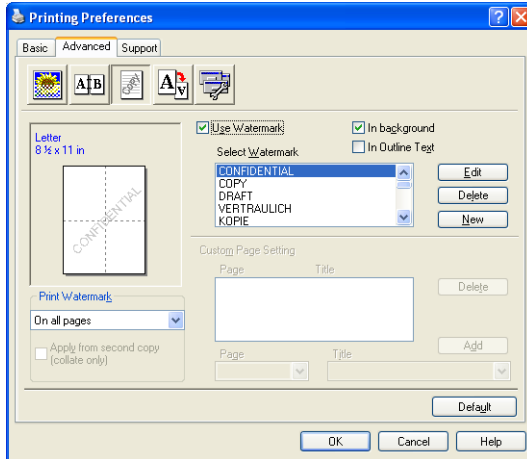 Printing Preferences
Basic Advanced Support
A B COPY A A
Use Watermark In background
Letter
8 ½ x 11 in
In Outline Text
Select Watermark
CONFIDENTIAL
COPY
DRAFT
VERTRAULICH
KOPIE
Edit
Delete
New
CONFIDENTIAL
Custom Page Setting
Page Title
Delete
Print Watermark
On all pages
Apply from second copy
(collate only)
Page Title
Add
Default
OK Cancel Help